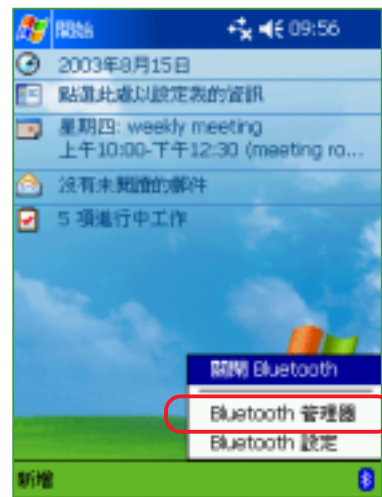 開始 09:56
2003年8月15日
點選此處以設定我的資訊
星期四: weekly meeting
上午10:00-下午12:30 (meeting ro...
沒有未閱讀的郵件
5 項進行中工作
關閉 Bluetooth
Bluetooth 管理器
Bluetooth 設定
新增